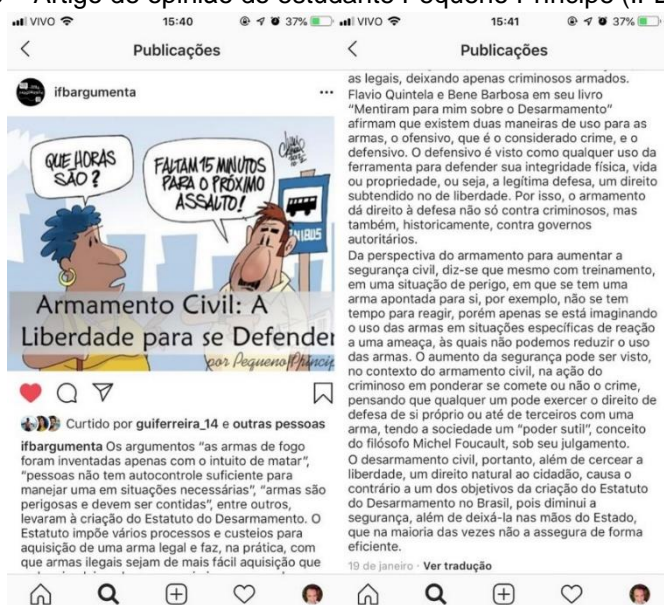 Artigo de opinião do estudante Pequeno Príncipe
VIVO
15:40
37%
Publicações
ifbargumenta
QUE HORAS
SÃO ?
FALTAM 15 MINUTOS
PARA O PRÓXIMO
ASSALTO!
Armamento Civil: A
Liberdade para se Defender
por Pequeno Príncip
Curtido por guiferreira_14 e outras pessoas
ifbargumenta Os argumentos "as armas de fogo
foram inventadas apenas com o intuito de matar",
"pessoas não tem autocontrole suficiente para
manejar uma em situações necessárias", "armas são
perigosas e devem ser contidas", entre outros,
levaram à criação do Estatuto do Desarmamento. O
Estatuto impõe vários processos e custeios para
aquisição de uma arma legal e faz, na prática, com
que armas ilegais sejam de mais fácil aquisição que
VIVO
15:41
37%
Publicações
as legais, deixando apenas criminosos armados.
Flavio Quintela e Bene Barbosa em seu livro
"Mentiram para mim sobre o Desarmamento"
afirmam que existem duas maneiras de uso para as
armas, o ofensivo, que é o considerado crime, e o
defensivo. O defensivo é visto como qualquer uso da
ferramenta para defender sua integridade física, vida
ou propriedade, ou seja, a legítima defesa, um direito
subtendido no de liberdade. Por isso, o armamento
dá direito à defesa não só contra criminosos, mas
também, historicamente, contra governos
autoritários.
Da perspectiva do armamento para aumentar a
segurança civil, diz-se que mesmo com treinamento,
em uma situação de perigo, em que se tem uma
arma apontada para si, por exemplo, não se tem
tempo para reagir, porém apenas se está imaginando
o uso das armas em situações específicas de reação
a uma ameaça, às quais não podemos reduzir o uso
das armas. O aumento da segurança pode ser visto,
no contexto do armamento civil, na ação do
criminoso em ponderar se comete ou não o crime,
pensando que qualquer um pode exercer o direito de
defesa de si próprio ou até de terceiros com uma
arma, tendo a sociedade um "poder sutil", conceito
do filósofo Michel Foucault, sob seu julgamento.
O desarmamento civil, portanto, além de cercear a
liberdade, um direito natural ao cidadão, causa o
contrário a um dos objetivos da criação do Estatuto
do Desarmamento no Brasil, pois diminui a
segurança, além de deixá-la nas mãos do Estado,
que na maioria das vezes não a assegura de forma
eficiente.
19 de janeiro · Ver tradução